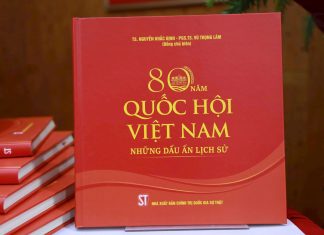 TS. NGUYỄN KHẮC ĐỊNH - PGS.TS. VŨ TRỌNG LÂM
(Đồng chủ biên)
80 NĂM
QUỐC HỘI
VIỆT NAM
NHỮNG DẤU ẤN LỊCH SỬ
ST
NHÀ XUẤT BẢN CHÍNH TRỊ QUỐC GIA SỰ THẬT